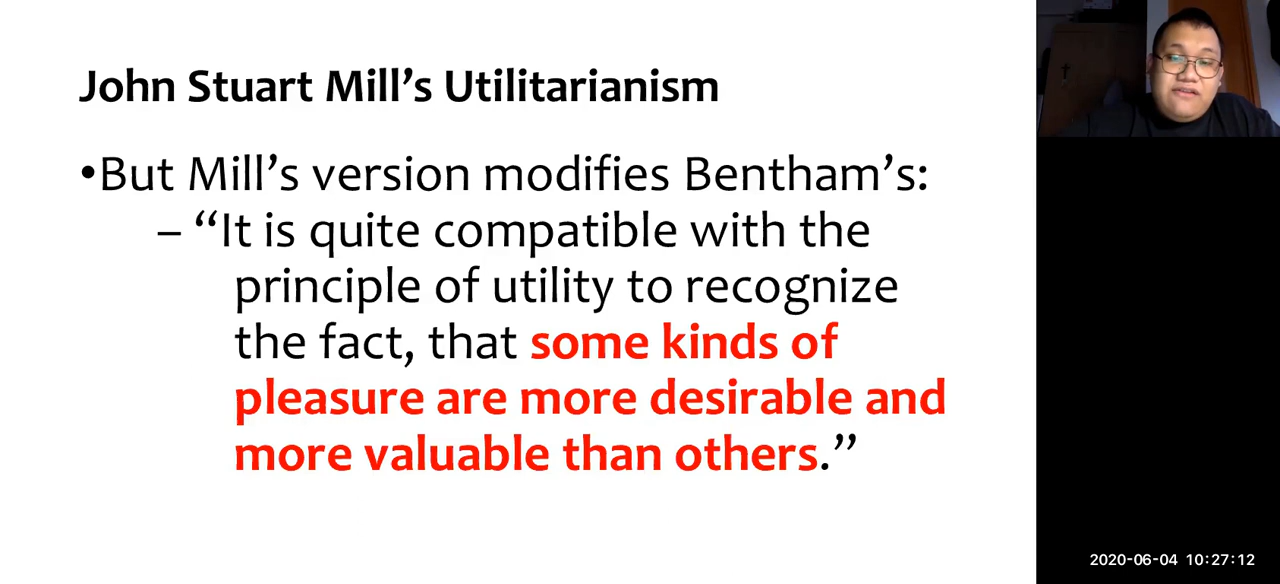 John Stuart Mill’s Utilitarianism
•But Mill’s version modifies Bentham’s:
– “It is quite compatible with the
principle of utility to recognize
the fact, that some kinds of
pleasure are more desirable and
more valuable than others.”
2020-06-04 10:27:12